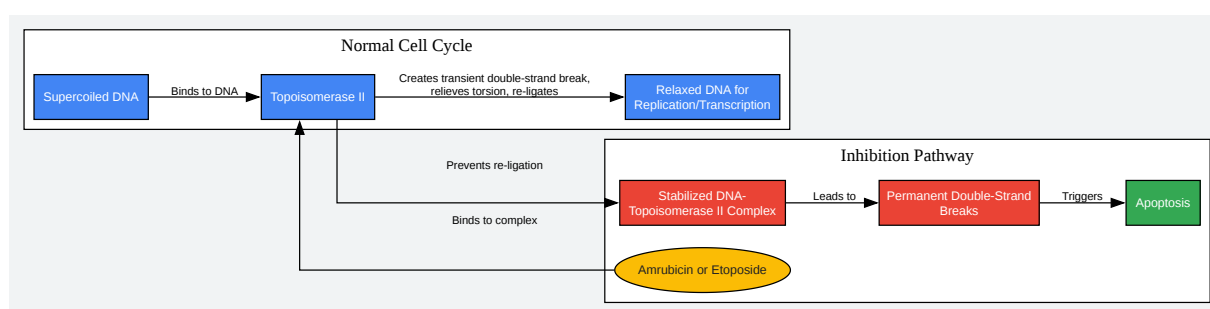 Normal Cell Cycle
Supercoiled DNA
Binds to DNA
Topoisomerase II
Creates transient double-strand break,
relieves torsion, re-ligates
Relaxed DNA for
Replication/Transcription
Inhibition Pathway
Prevents re-ligation
Stabilized DNA-
Topoisomerase II Complex
Leads to
Permanent Double-Strand
Breaks
Triggers
Apoptosis
Binds to complex
Amrubicin or Etoposide